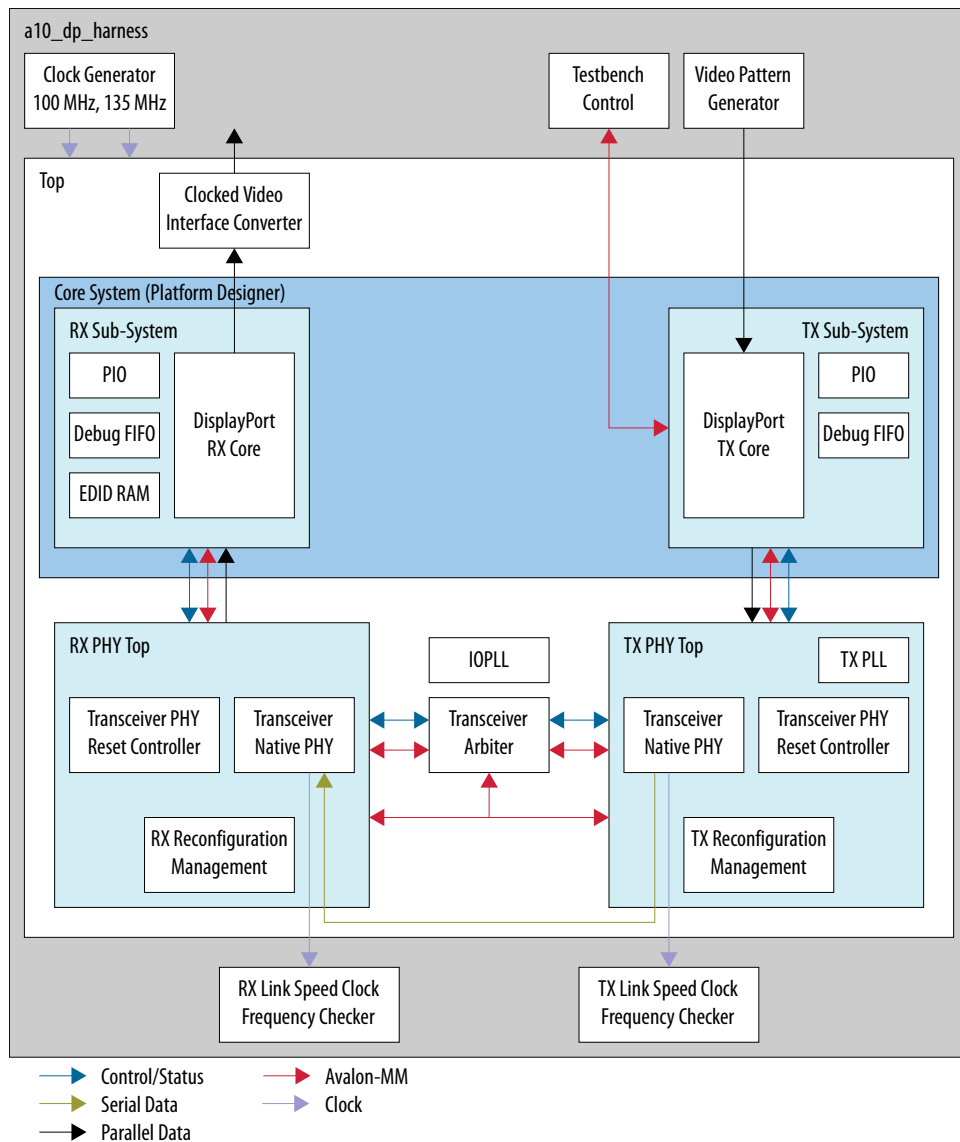 a10_dp_harness
Clock Generator
100 MHz, 135 MHz
Testbench
Control
Video Pattern
Generator
Top
Clocked Video
Interface Converter
Core System (Platform Designer)
RX Sub-System
PIO
Debug FIFO
EDID RAM
DisplayPort
RX Core
TX Sub-System
DisplayPort
TX Core
PIO
Debug FIFO
RX PHY Top
Transceiver PHY
Reset Controller
Transceiver
Native PHY
RX Reconfiguration
Management
IOPLL
Transceiver
Arbiter
TX PHY Top
TX PLL
Transceiver
Native PHY
Transceiver PHY
Reset Controller
TX Reconfiguration
Management
RX Link Speed Clock
Frequency Checker
TX Link Speed Clock
Frequency Checker
Control/Status
Avalon-MM
Serial Data
Clock
Parallel Data